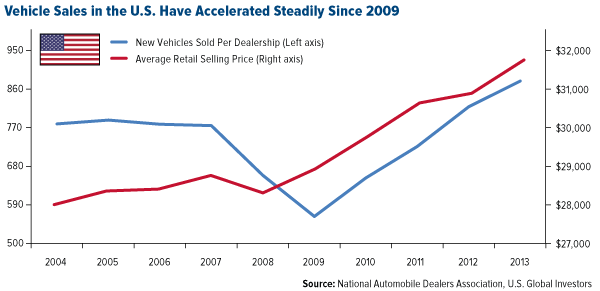 Vehicle Sales in the U.S. Have Accelerated Steadily Since 2009
New Vehicles Sold Per Dealership (Left axis)
Average Retail Selling Price (Right axis)
950
860
770
680
590
500
$32,000
$31,000
$30,000
$29,000
$28,000
$27,000
2004 2005 2006 2007 2008 2009 2010 2011 2012 2013
Source: National Automobile Dealers Association, U.S. Global Investors